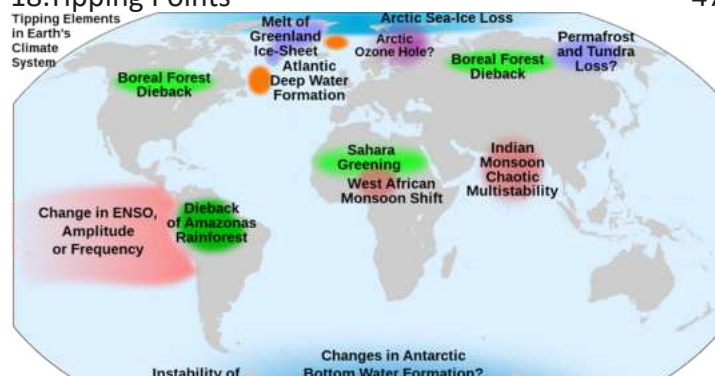 18.Tipping Points
47
Tipping Elements
in Earth's
Climate
System
Melt of
Greenland
Ice-Sheet
Arctic Sea-Ice Loss
Arctic
Ozone Hole?
Permafrost
and Tundra
Loss?
Atlantic
Deep Water
Formation
Boreal Forest
Dieback
Boreal Forest
Dieback
Sahara
Greening
West African
Monsoon Shift
Indian
Monsoon
Chaotic
Multistability
Change in ENSO,
Amplitude
or Frequency
Dieback
of Amazonas
Rainforest
Changes in Antarctic
Bottom Water Formation?
Instability of